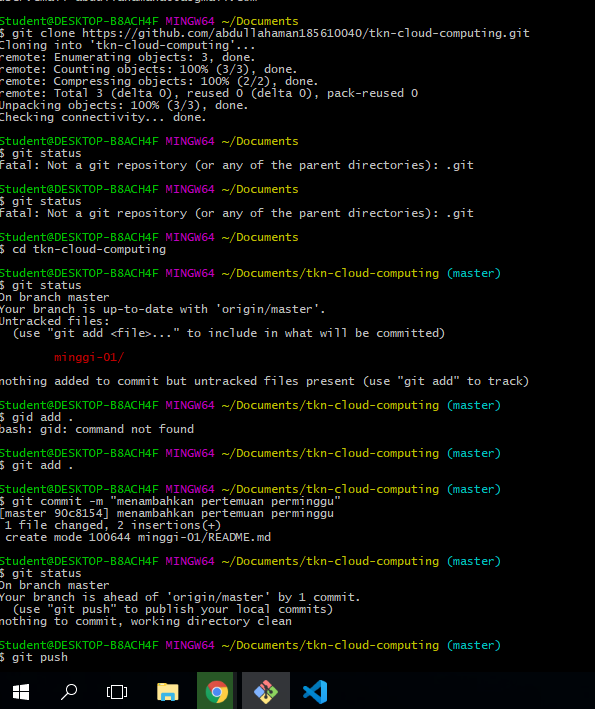 Student@DESKTOP-B8ACH4F MINGW64 ~/Documents
$ git clone https://github.com/abdullahaman185610040/tkn-cloud-computing.git
Cloning into 'tkn-cloud-computing'...
remote: Enumerating objects: 3, done.
remote: Counting objects: 100% (3/3), done.
remote: Compressing objects: 100% (2/2), done.
remote: Total 3 (delta 0), reused 0 (delta 0), pack-reused 0
Unpacking objects: 100% (3/3), done.
Checking connectivity... done.
Student@DESKTOP-B8ACH4F MINGW64 ~/Documents
$ git status
fatal: Not a git repository (or any of the parent directories): .git
Student@DESKTOP-B8ACH4F MINGW64 ~/Documents
$ git status
fatal: Not a git repository (or any of the parent directories): .git
Student@DESKTOP-B8ACH4F MINGW64 ~/Documents
$ cd tkn-cloud-computing
Student@DESKTOP-B8ACH4F MINGW64 ~/Documents/tkn-cloud-computing (master)
$ git status
On branch master
Your branch is up-to-date with 'origin/master'.
Untracked files:
(use "git add <file>..." to include in what will be committed)
minggi-01/
nothing added to commit but untracked files present (use "git add" to track)
Student@DESKTOP-B8ACH4F MINGW64 ~/Documents/tkn-cloud-computing (master)
$ gid add .
bash: gid: command not found
Student@DESKTOP-B8ACH4F MINGW64 ~/Documents/tkn-cloud-computing (master)
$ git add .
Student@DESKTOP-B8ACH4F MINGW64 ~/Documents/tkn-cloud-computing (master)
$ git commit -m "menambahkan pertemuan perminggu"
[master 90c8154] menambahkan pertemuan perminggu
1 file changed, 2 insertions(+)
create mode 100644 minggi-01/README.md
Student@DESKTOP-B8ACH4F MINGW64 ~/Documents/tkn-cloud-computing (master)
$ git status
On branch master
Your branch is ahead of 'origin/master' by 1 commit.
(use "git push" to publish your local commits)
nothing to commit, working directory clean
Student@DESKTOP-B8ACH4F MINGW64 ~/Documents/tkn-cloud-computing (master)
$ git push